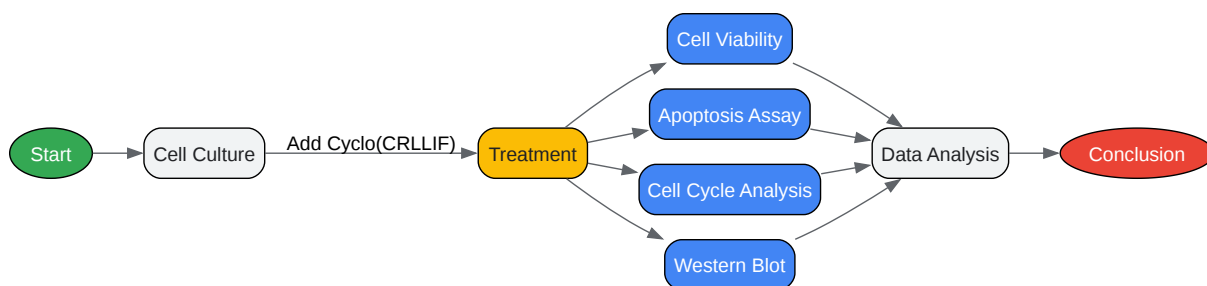 Start
Cell Culture
Add Cyclo(CRLLIF)
Treatment
Cell Viability
Apoptosis Assay
Cell Cycle Analysis
Western Blot
Data Analysis
Conclusion